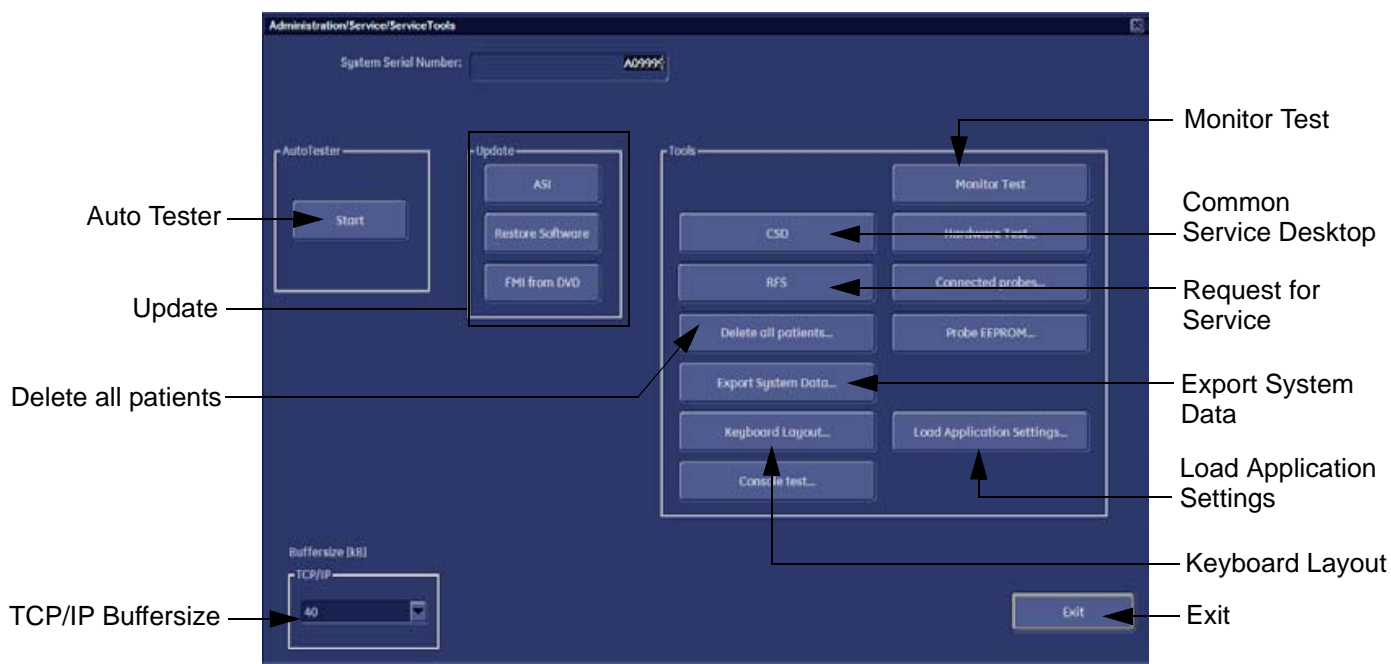 Administration/Service/ServiceTools
System Serial Number:
A09999
Monitor Test
AutoTester
Update
Tools
ASI
Monitor Test
Common
Service Desktop
Auto Tester
Start
Restore Software
CSD
Hardware Test...
FMI from DVD
RFS
Connected probes...
Request for
Service
Update
Delete all patients...
Probe EEPROM...
Delete all patients
Export System Data...
Export System
Data
Keyboard Layout...
Load Application Settings...
Load Application
Settings
Console test...
Buffersize [kB]
Keyboard Layout
TCP/IP
TCP/IP Buffersize
40
Exit
Exit